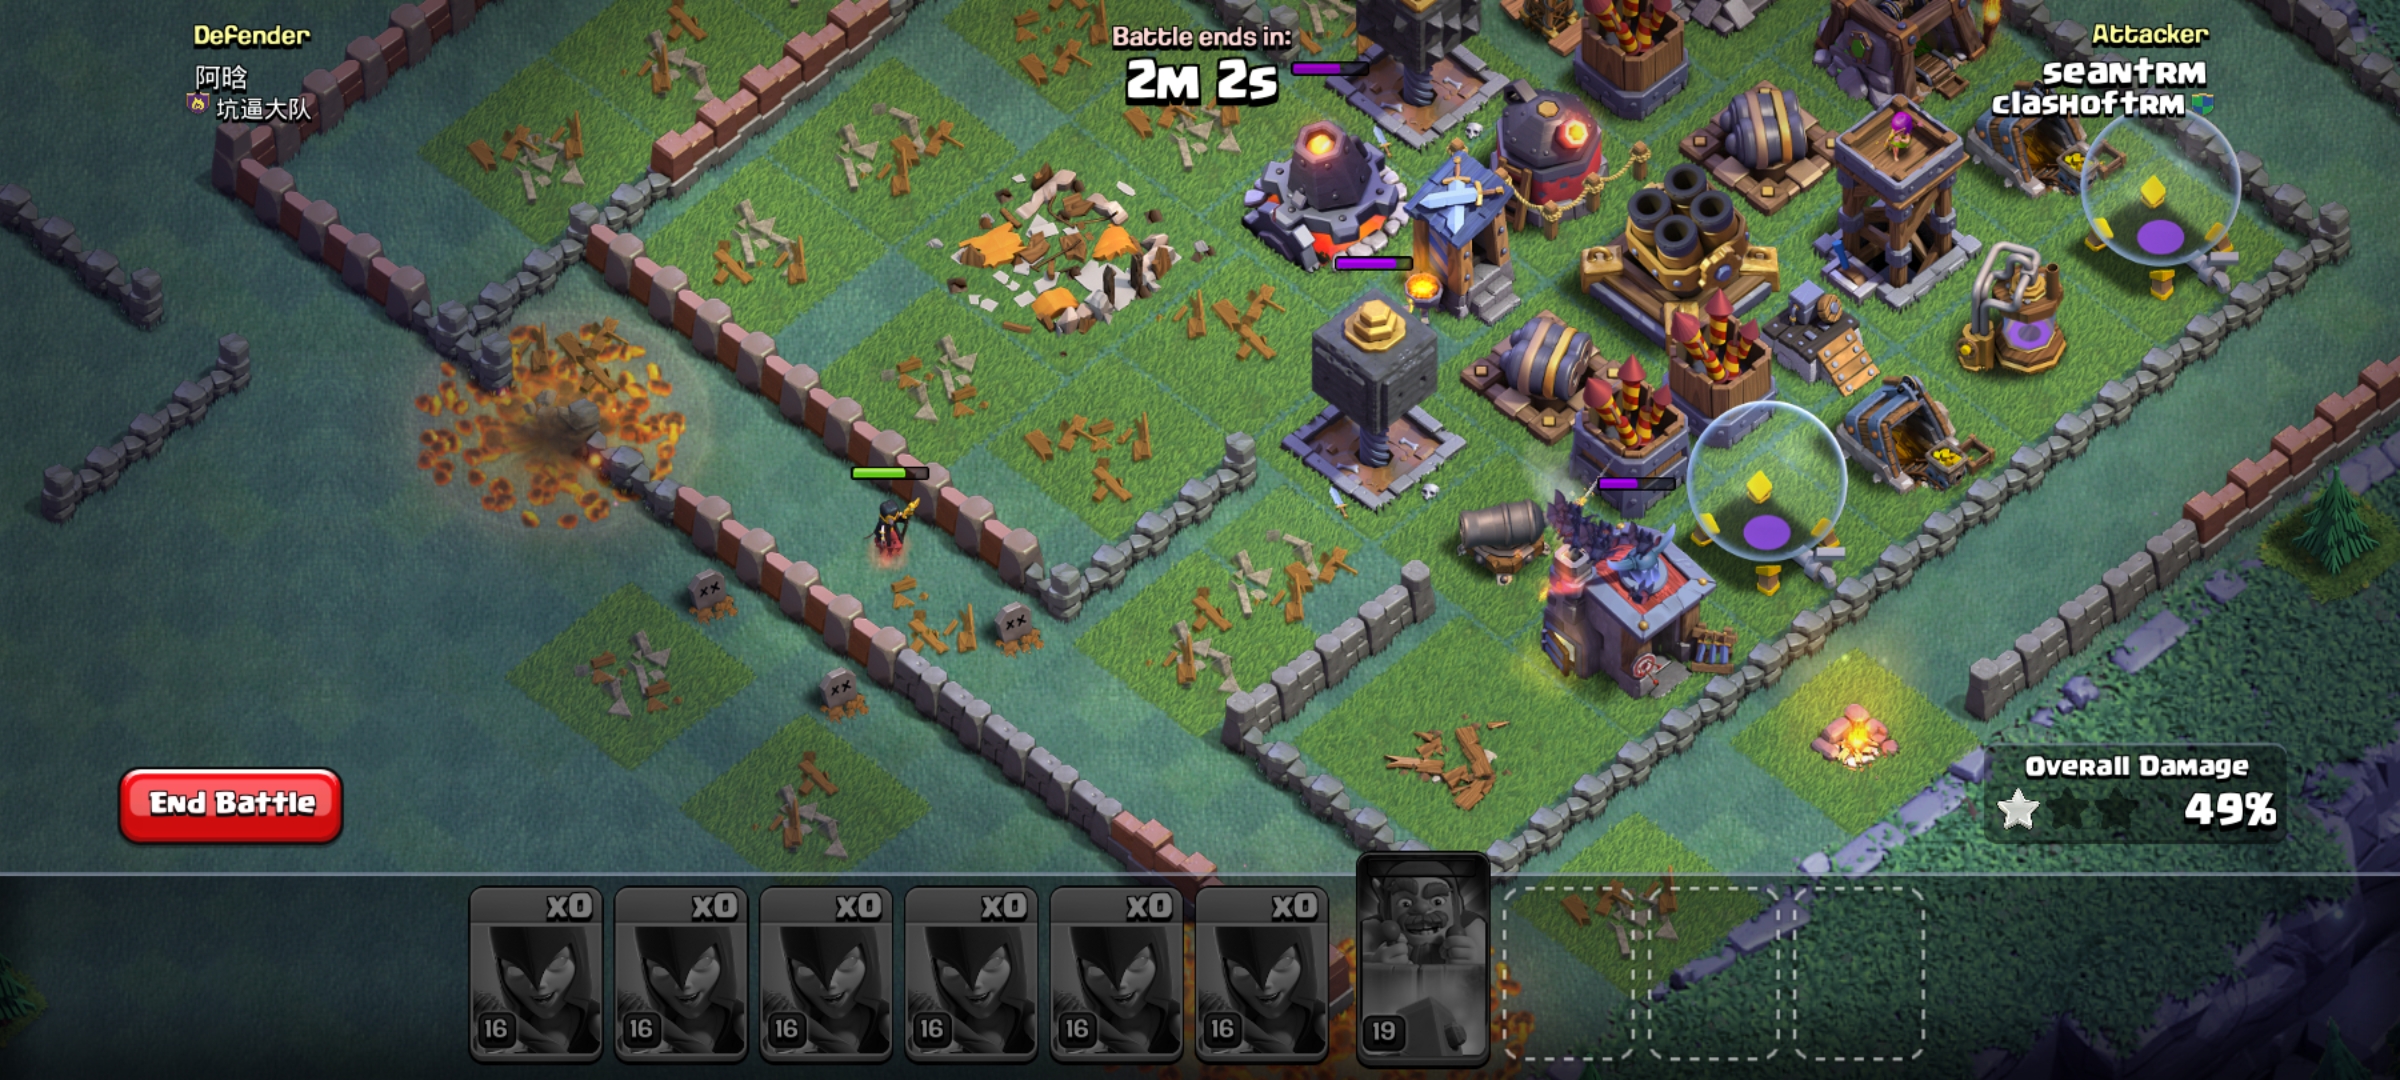 Defender
阿晗
坑逼大队
Battle ends in:
2M 2S
Attacker
seantrm
clashoftrm
End Battle
Overall Damage
49%
x0 x0 x0 x0 x0 x0
16 16 16 16 16 16 19